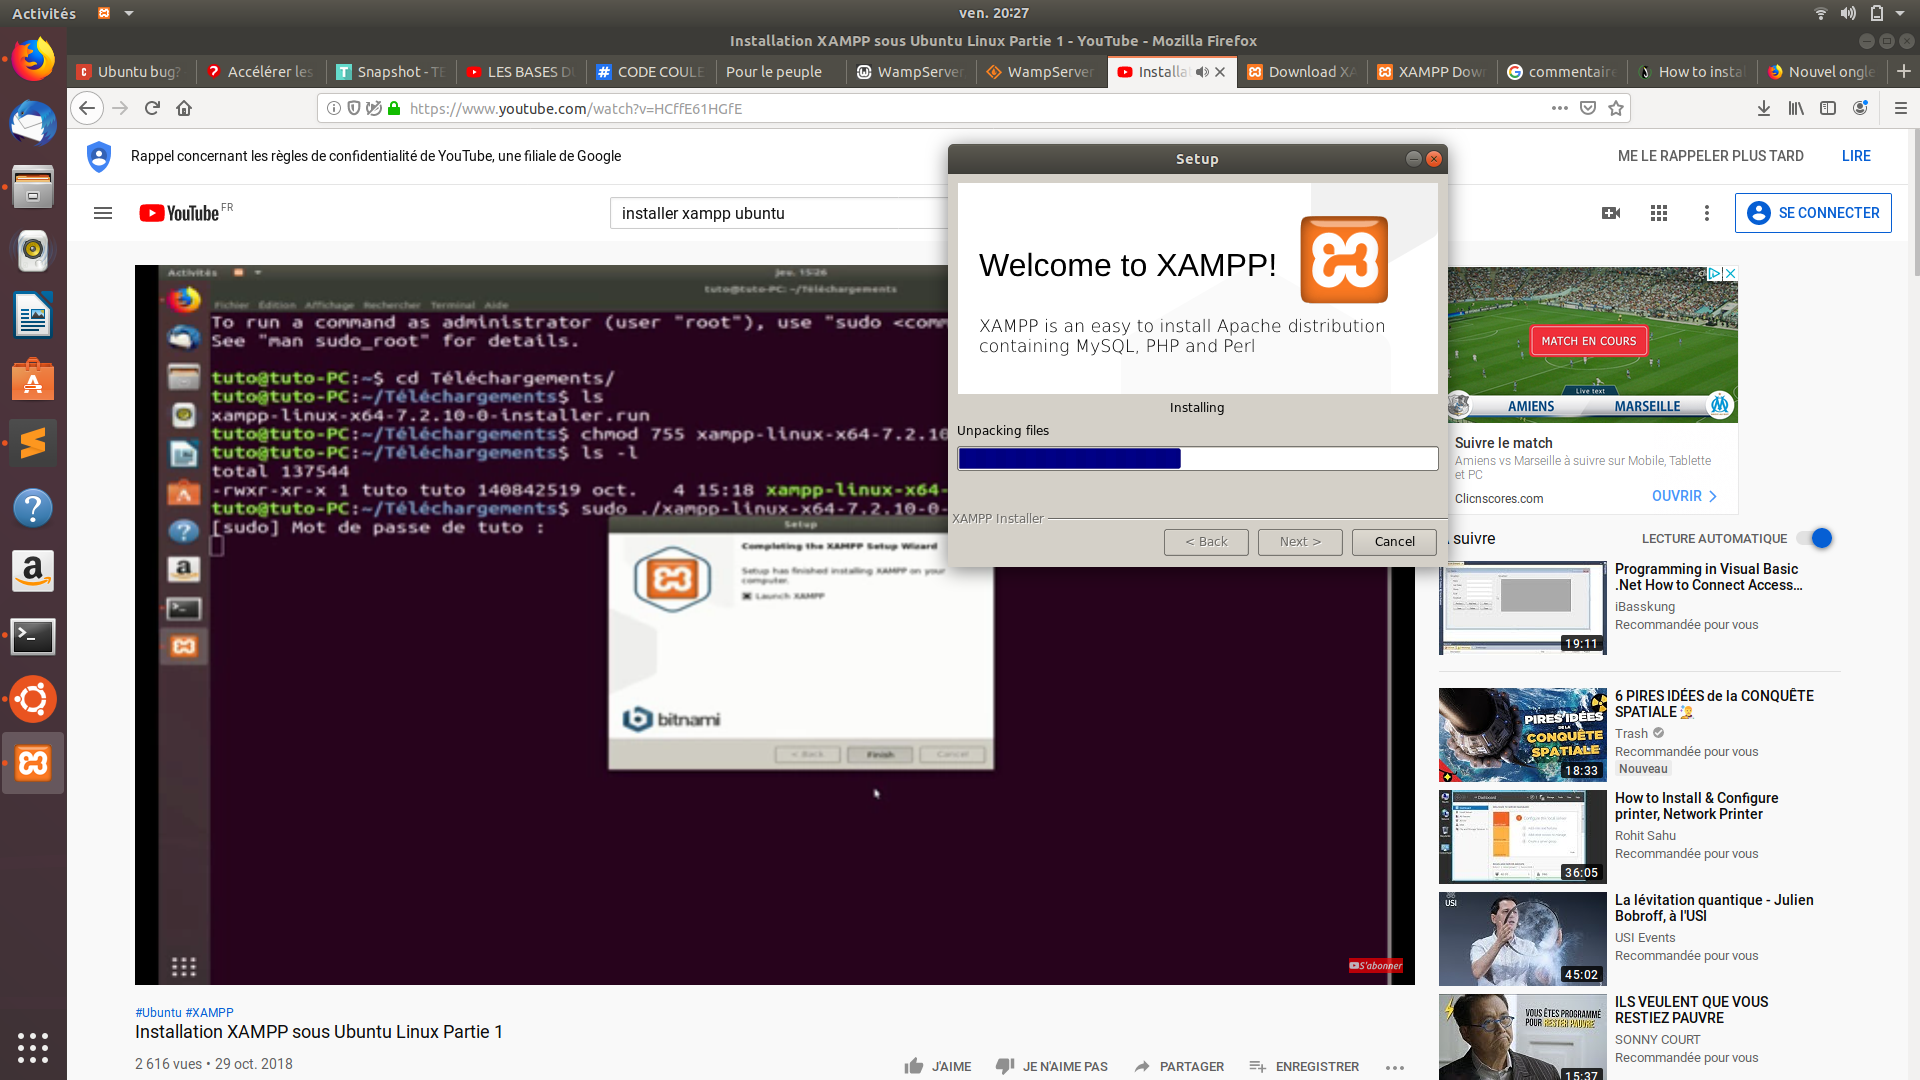 Activités
ven. 20:27
Installation XAMPP sous Ubuntu Linux Partie 1 - YouTube - Mozilla Firefox
Ubuntu bug?
Accélérer les
Snapshot - TE
LES BASES D
CODE COULE
Pour le peuple
WampServer
WampServer
Installat
Download XA
XAMPP Dow
commentaire
How to insta
Nouvel ongle
https://www.youtube.com/watch?v=HCffE61HGfE
Rappel concernant les règles de confidentialité de YouTube, une filiale de Google
ME LE RAPPELER PLUS TARD
LIRE
YouTube FR
installer xampp ubuntu
SE CONNECTER
Setup
Welcome to XAMPP!
XAMPP is an easy to install Apache distribution
containing MySQL, PHP and Perl
Installing
Unpacking files
XAMPP Installer
< Back
Next >
Cancel
Activités
jeu. 15:26
tuto@tuto-PC: ~/Téléchargements
Fichier Édition Affichage Rechercher Terminal Aide
To run a command as administrator (user "root"), use "sudo <comm
See "man sudo_root" for details.
tuto@tuto-PC:~$ cd Téléchargements/
tuto@tuto-PC:~/Téléchargements$ ls
xampp-linux-x64-7.2.10-0-installer.run
tuto@tuto-PC:~/Téléchargements$ chmod 755 xampp-linux-x64-7.2.10
tuto@tuto-PC:~/Téléchargements$ ls -l
total 137544
-rwxr-xr-x 1 tuto tuto 140842519 oct. 4 15:18 xampp-linux-x64-
tuto@tuto-PC:~/Téléchargements$ sudo ./xampp-linux-x64-7.2.10-0-
[sudo] Mot de passe de tuto :
Setup
Completing the XAMPP Setup Wizard
Setup has finished installing XAMPP on your
computer.
Launch XAMPP
bitnami
< Back
Finish
Cancel
S'abonner
MATCH EN COURS
Live text
AMIENS
MARSEILLE
Suivre le match
Amiens vs Marseille à suivre sur Mobile, Tablette
et PC
Clicnscores.com
OUVRIR
suivre
LECTURE AUTOMATIQUE
Programming in Visual Basic
.Net How to Connect Access...
iBasskung
Recommandée pour vous
19:11
6 PIRES IDÉES de la CONQUÊTE
SPATIALE
Trash
Recommandée pour vous
Nouveau
PIRES IDÉES
DE LA
CONQUÊTE
SPATIALE
18:33
How to Install & Configure
printer, Network Printer
Rohit Sahu
Recommandée pour vous
36:05
La lévitation quantique - Julien
Bobroff, à l'USI
USI Events
Recommandée pour vous
USI
45:02
ILS VEULENT QUE VOUS
RESTIEZ PAUVRE
SONNY COURT
Recommandée pour vous
VOUS ÊTES PROGRAMMÉ
POUR RESTER PAUVRE
15:37
#Ubuntu #XAMPP
Installation XAMPP sous Ubuntu Linux Partie 1
2 616 vues • 29 oct. 2018
J'AIME
JE N'AIME PAS
PARTAGER
ENREGISTRER